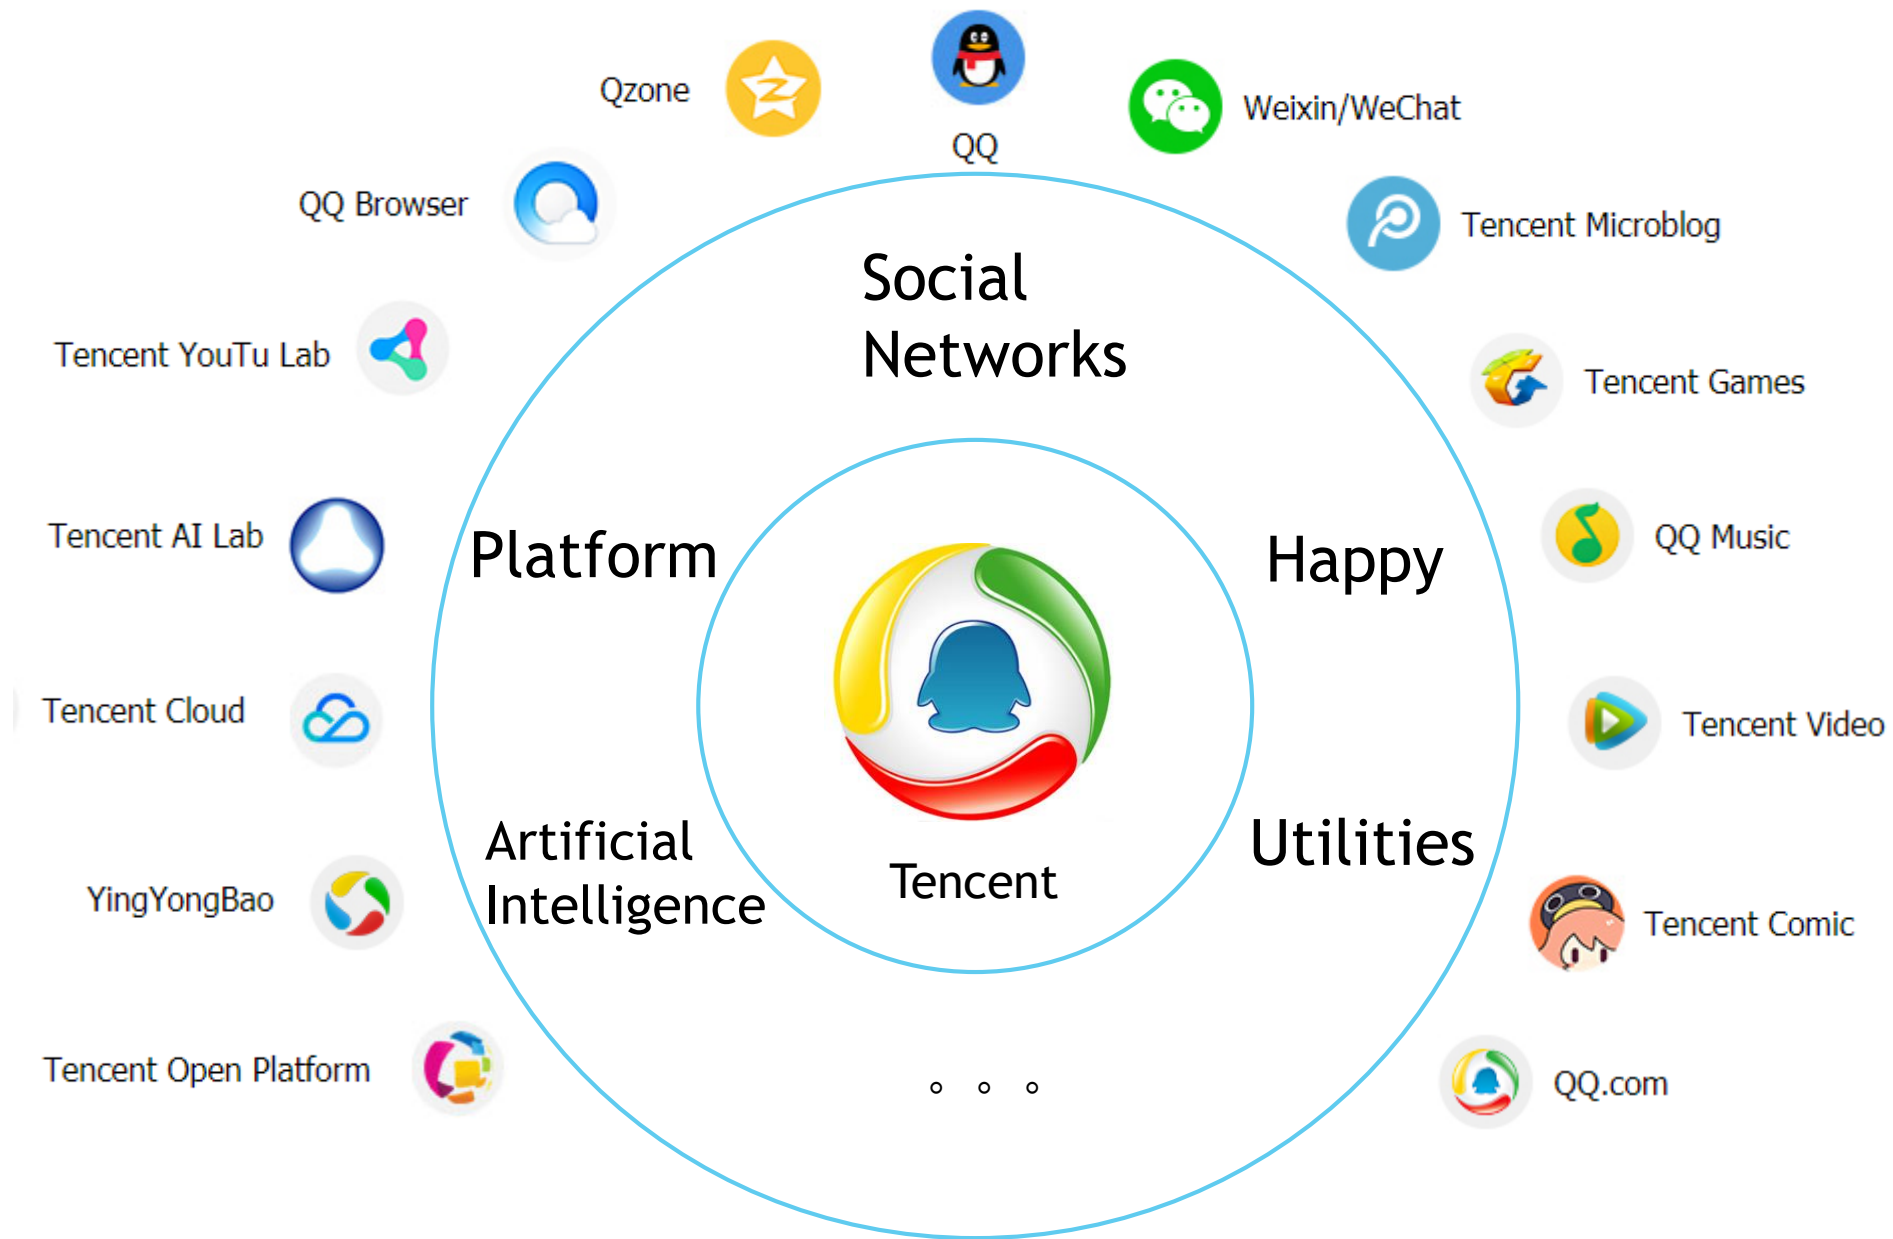 QQ
Qzone
Weixin/WeChat
QQ Browser
Tencent Microblog
Social
Networks
Tencent YouTu Lab
Tencent Games
Tencent AI Lab
Platform
Happy
QQ Music
Tencent Cloud
Tencent Video
Artificial
Intelligence
Utilities
Tencent
YingYongBao
Tencent Comic
Tencent Open Platform
。。。
QQ.com